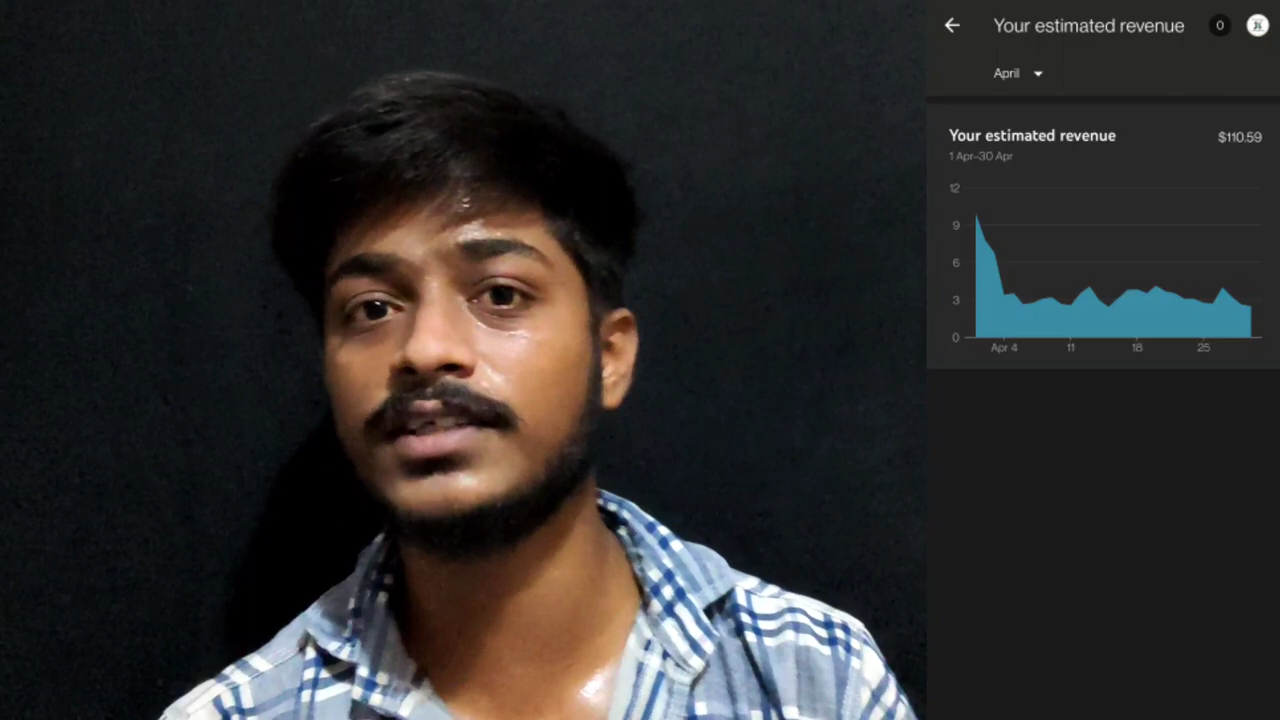 Your estimated revenue 0
April
Your estimated revenue $110.59
1 Apr–30 Apr
12
9
6
3
0
Apr 4 11 18 25